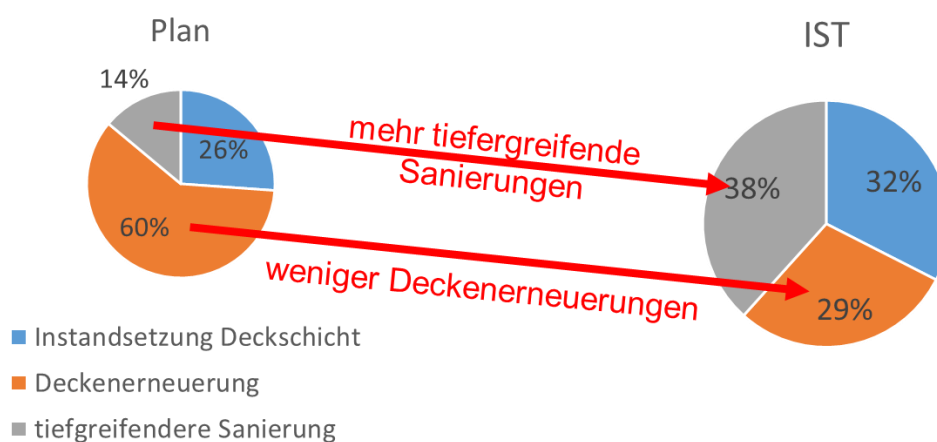 Plan
IST
14%
26%
60%
mehr tiefergreifende
Sanierungen
38%
32%
29%
weniger Deckenerneuerungen
Instandsetzung Deckschicht
Deckenerneuerung
tiefgreifendere Sanierung